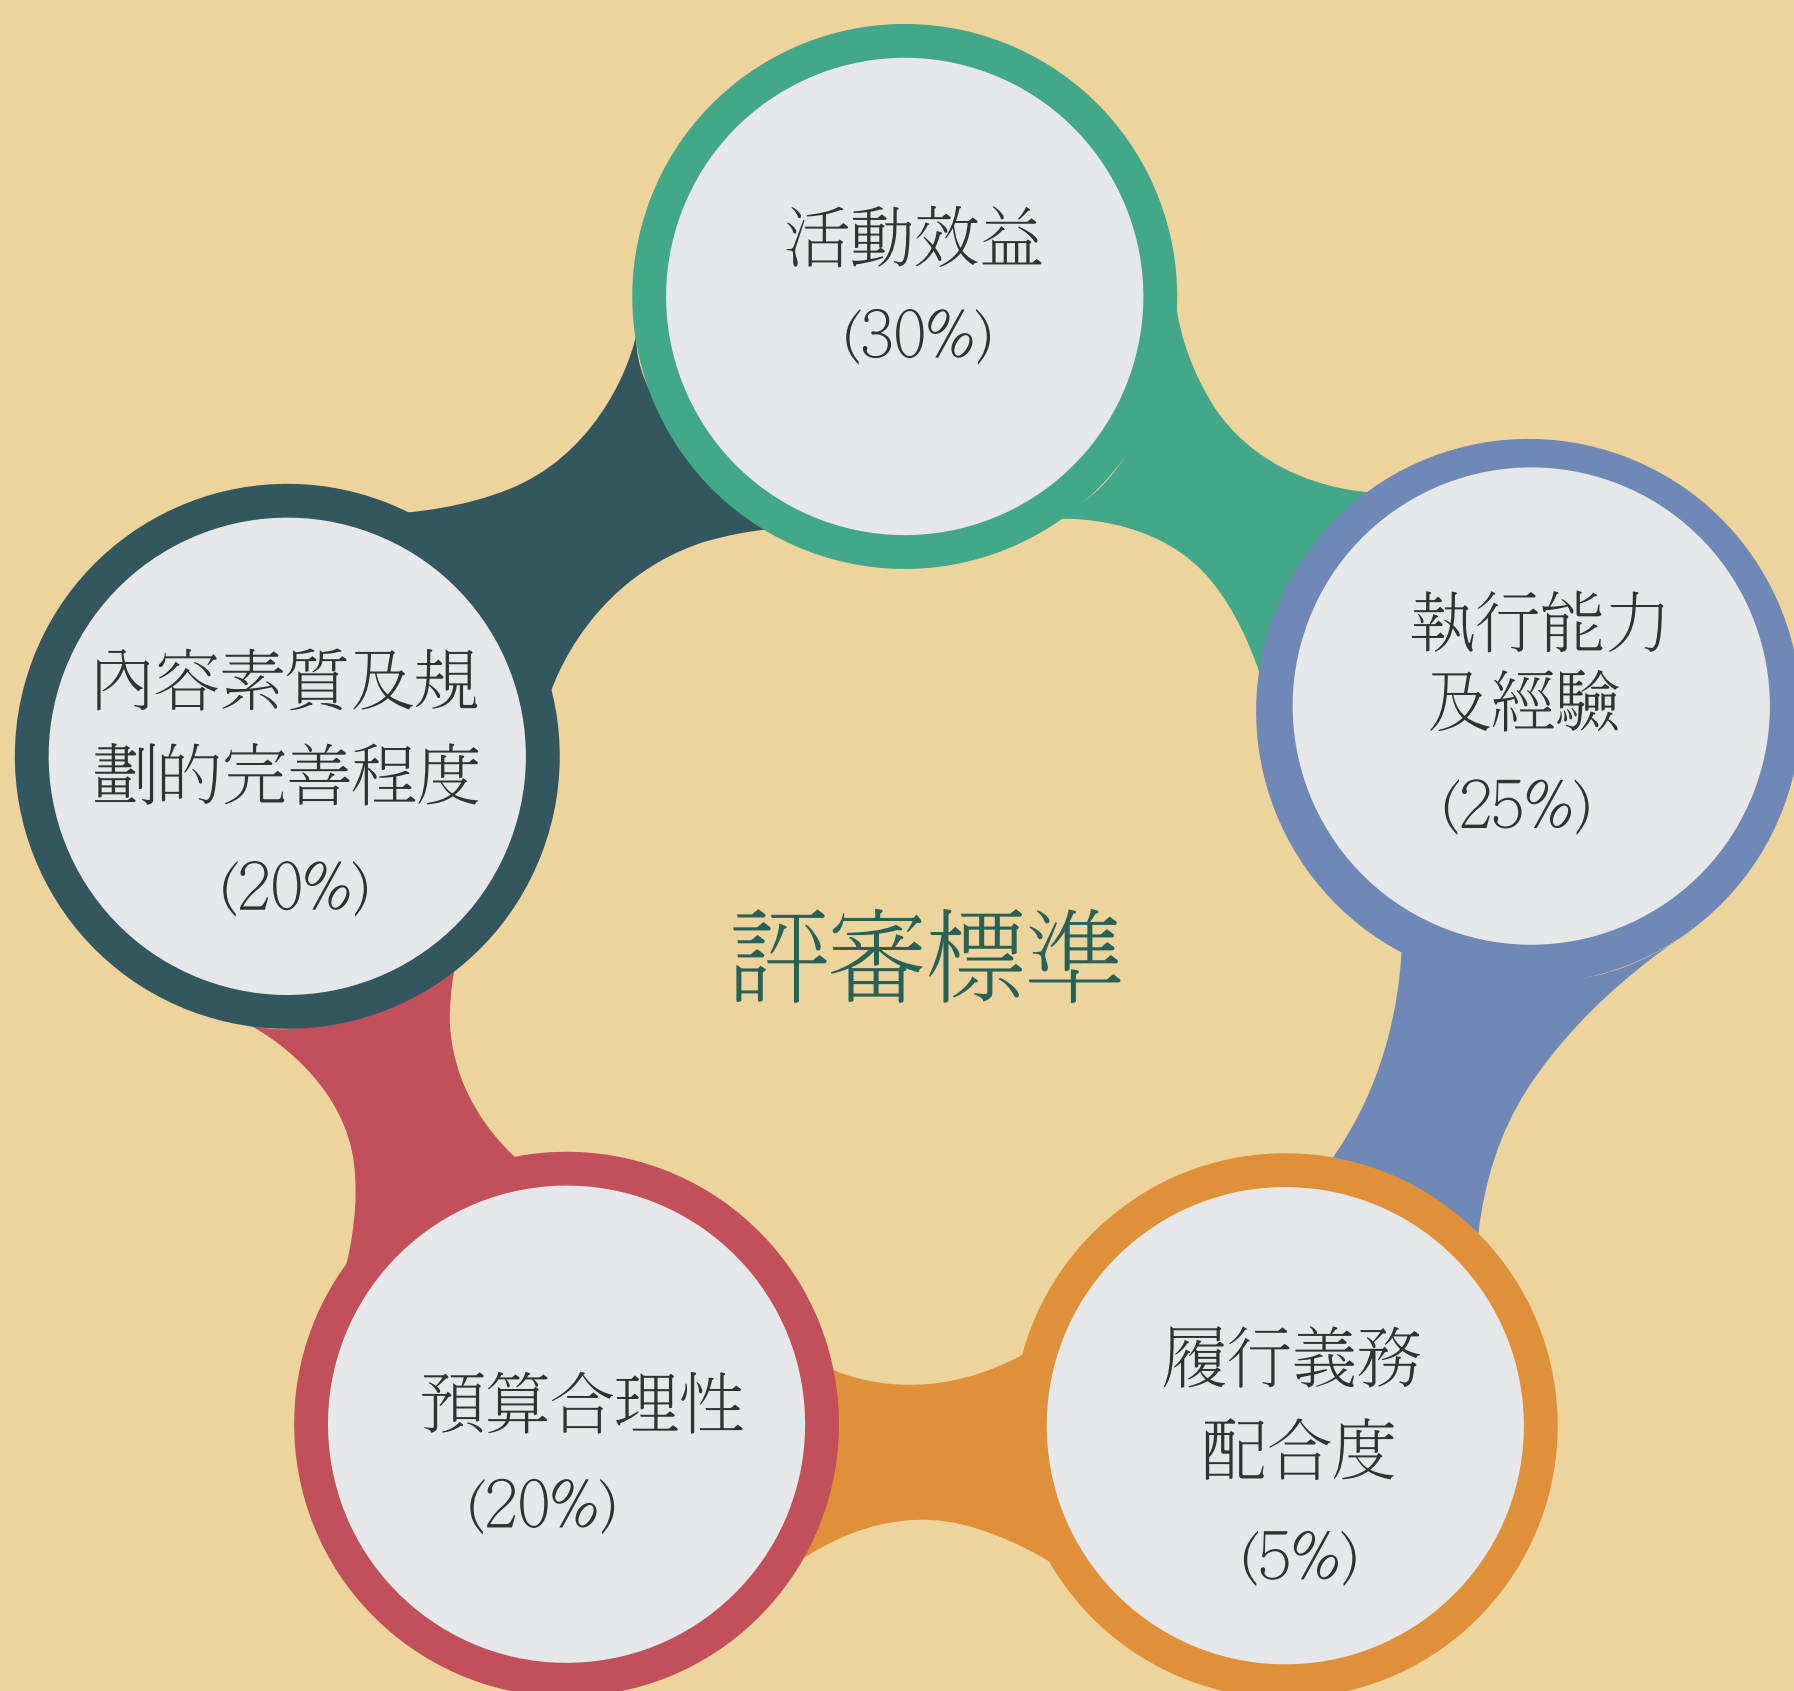 活動效益
(30%)
執行能力
及經驗
(25%)
內容素質及規
劃的完善程度
(20%)
評審標準
履行義務
配合度
(5%)
預算合理性
(20%)